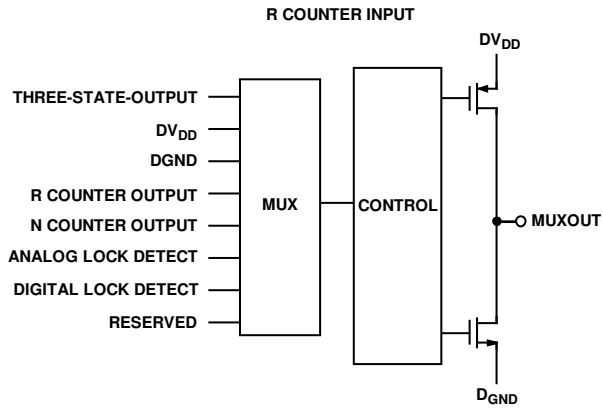 R COUNTER INPUT
DVDD
THREE-STATE-OUTPUT
DVDD
DGND
R COUNTER OUTPUT
N COUNTER OUTPUT
ANALOG LOCK DETECT
DIGITAL LOCK DETECT
RESERVED
MUX
CONTROL
MUXOUT
DGND